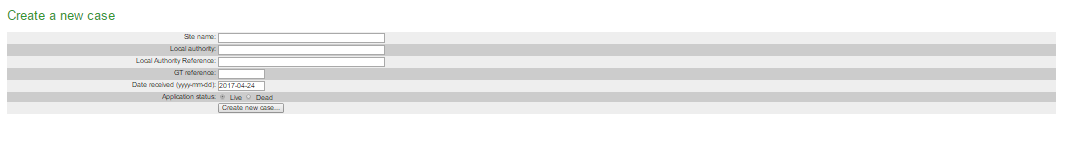 Create a new case
Site name:
Local authority:
Local Authority Reference:
GT reference:
Date received (yyyy-mm-dd): 2017-04-24
Application status: Live Dead
Create new case...